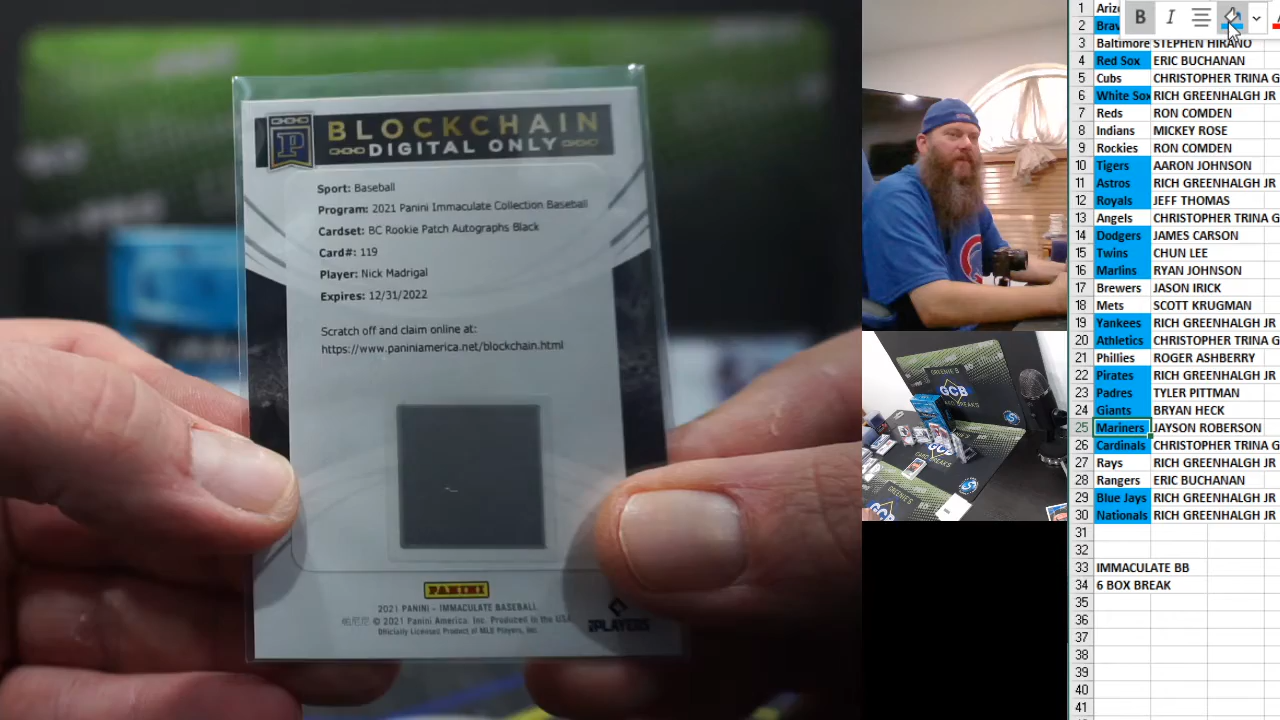 BLOCKCHAIN
DIGITAL ONLY
Sport: Baseball
Program: 2021 Panini Immaculate Collection Baseball
Cardset: BC Rookie Patch Autographs Black
Card#: 119
Player: Nick Madrigal
Expires: 12/31/2022
Scratch off and claim online at:
https://www.paniniamerica.net/blockchain.html
PANINI
2021 PANINI - IMMACULATE BASEBALL
© 2021 Panini America, Inc. Produced in the USA
Officially Licensed Product of MLB Players, Inc.
PLAYERS
GCB
CARD BREAKS
B I
1 Ariz
2 Brav
3 Baltimore STEPHEN HIRANO
4 Red Sox ERIC BUCHANAN
5 Cubs CHRISTOPHER TRINA G
6 White Sox RICH GREENHALGH JR
7 Reds RON COMDEN
8 Indians MICKEY ROSE
9 Rockies RON COMDEN
10 Tigers AARON JOHNSON
11 Astros RICH GREENHALGH JR
12 Royals JEFF THOMAS
13 Angels CHRISTOPHER TRINA G
14 Dodgers JAMES CARSON
15 Twins CHUN LEE
16 Marlins RYAN JOHNSON
17 Brewers JASON IRICK
18 Mets SCOTT KRUGMAN
19 Yankees RICH GREENHALGH JR
20 Athletics CHRISTOPHER TRINA G
21 Phillies ROGER ASHBERRY
22 Pirates RICH GREENHALGH JR
23 Padres TYLER PITTMAN
24 Giants BRYAN HECK
25 Mariners JAYSON ROBERSON
26 Cardinals CHRISTOPHER TRINA G
27 Rays RICH GREENHALGH JR
28 Rangers ERIC BUCHANAN
29 Blue Jays RICH GREENHALGH JR
30 Nationals RICH GREENHALGH JR
31
32
33 IMMACULATE BB
34 6 BOX BREAK
35
36
37
38
39
40
41